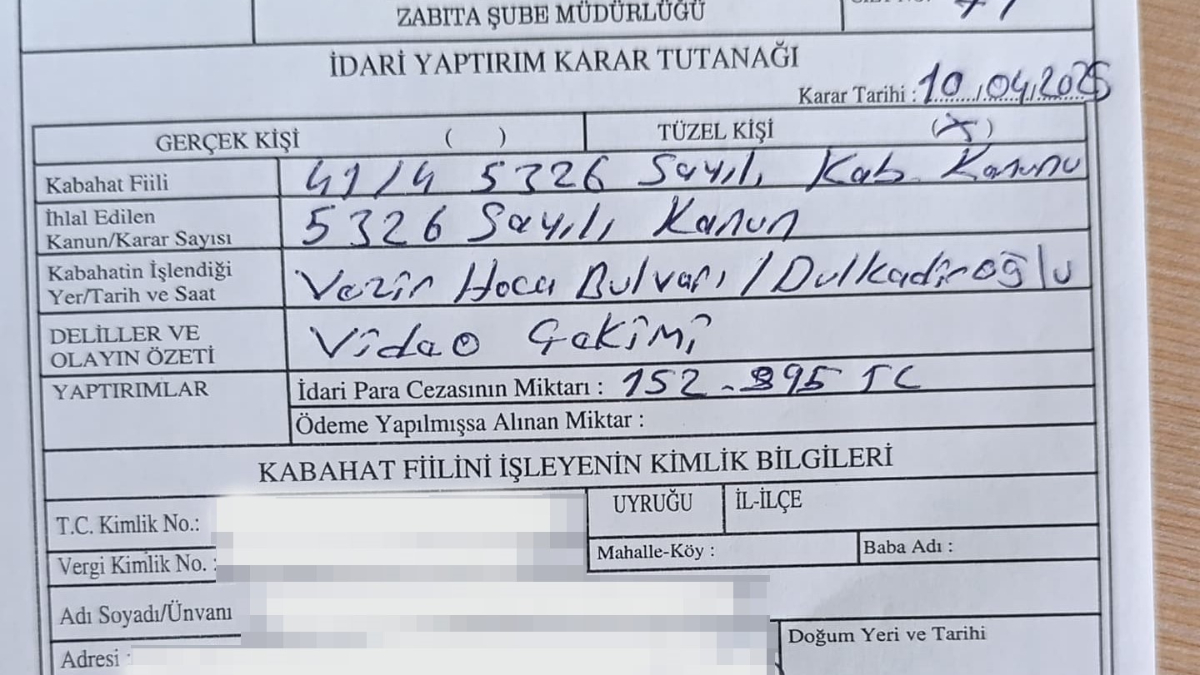 ZABITA ŞUBE MÜDÜRLÜĞÜ
İDARİ YAPTIRIM KARAR TUTANAĞI
Karar Tarihi : 10.04.2025
GERÇEK KİŞİ ( ) TÜZEL KİŞİ (X)
Kabahat Fiili 41/4 5326 Sayılı Kab. Kanunu
İhlal Edilen
Kanun/Karar Sayısı 5326 Sayılı Kanun
Kabahatin İşlendiği
Yer/Tarih ve Saat Vezir Hoca Bulvarı / Dulkadiroğlu
DELİLLER VE
OLAYIN ÖZETİ Video Çekimi
YAPTIRIMLAR İdari Para Cezasının Miktarı : 152.895 TL
Ödeme Yapılmışsa Alınan Miktar :
KABAHAT FİİLİNİ İŞLEYENİN KİMLİK BİLGİLERİ
T.C. Kimlik No.: UYRUĞU İL-İLÇE
Vergi Kimlik No. : Mahalle-Köy : Baba Adı :
Adı Soyadı/Ünvanı
Adresi : Doğum Yeri ve Tarihi